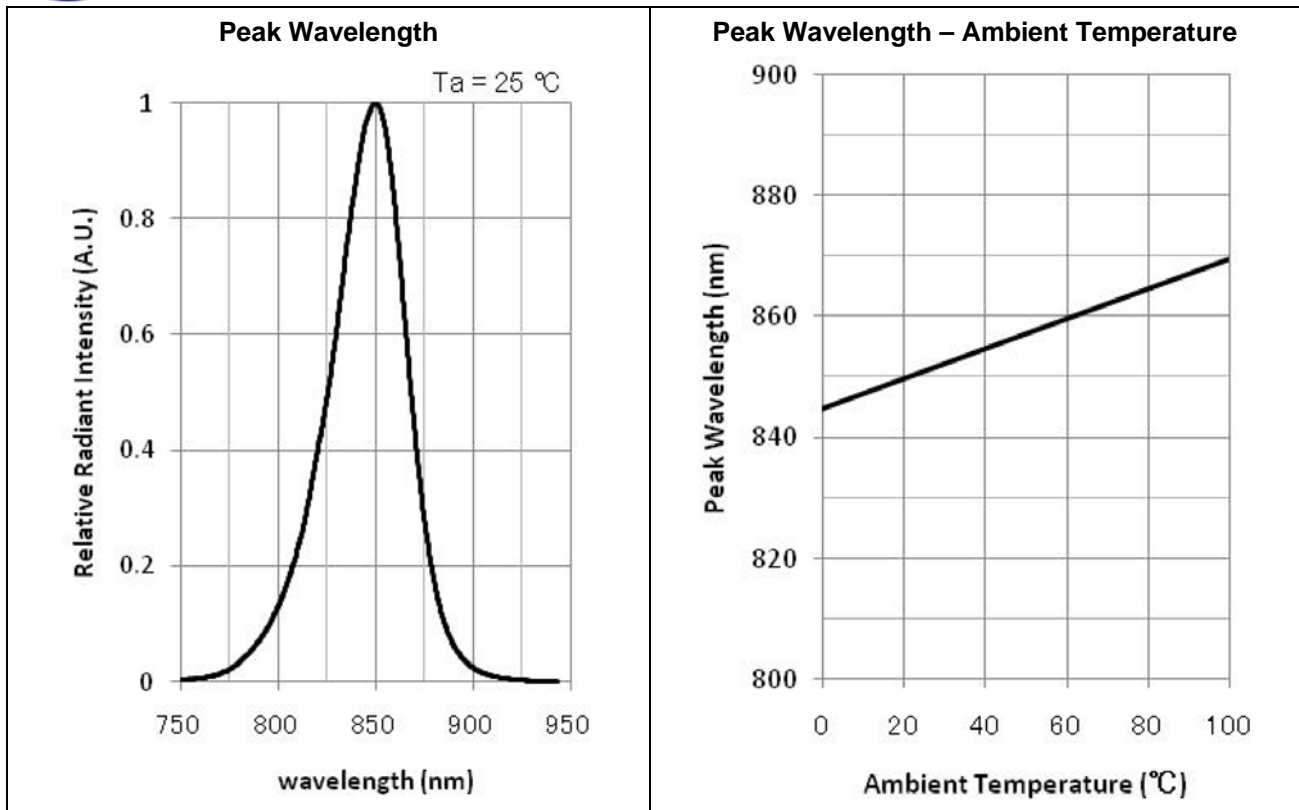 Peak Wavelength
Ta = 25 ℃
1
0.8
0.6
0.4
0.2
0
Relative Radiant Intensity (A.U.)
750 800 850 900 950
wavelength (nm)
Peak Wavelength – Ambient Temperature
900
880
860
840
820
800
Peak Wavelength (nm)
0 20 40 60 80 100
Ambient Temperature (℃)